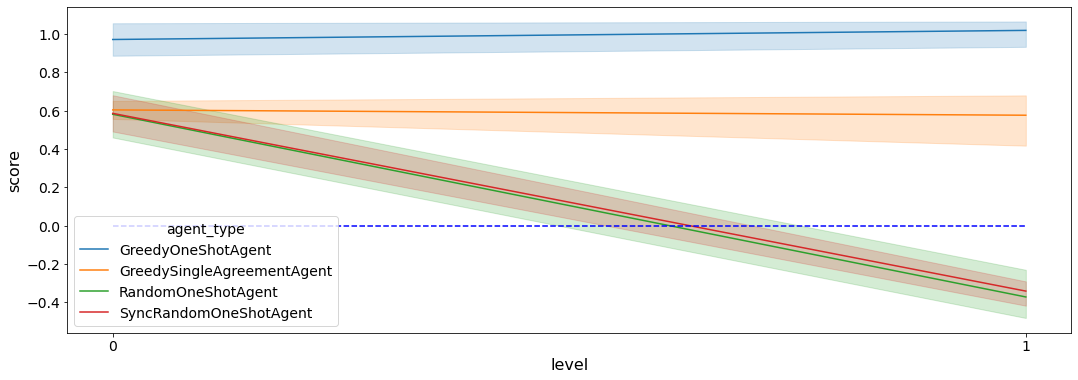 1.0
0.8
0.6
0.4
0.2
0.0
−0.2
−0.4
score
agent_type
GreedyOneShotAgent
GreedySingleAgreementAgent
RandomOneShotAgent
SyncRandomOneShotAgent
0 1
level